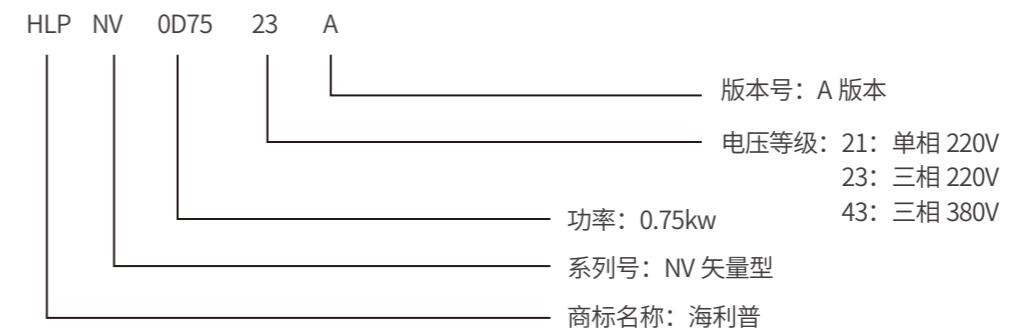 HLP NV 0D75 23 A
版本号：A 版本
电压等级：21：单相 220V
23：三相 220V
43：三相 380V
功率：0.75kw
系列号：NV 矢量型
商标名称：海利普